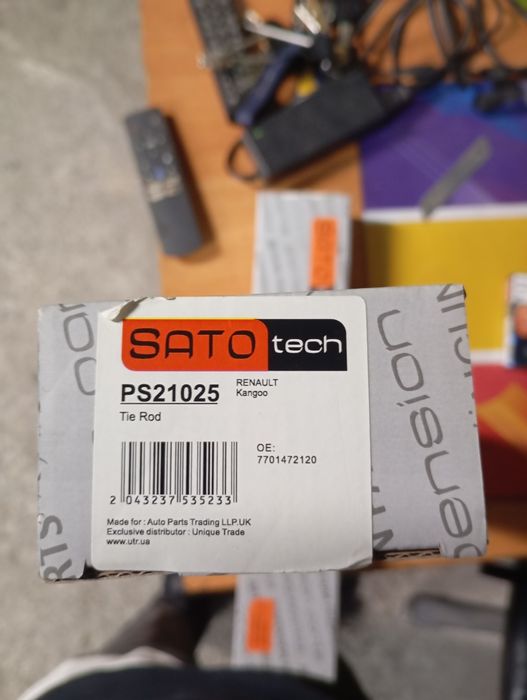 SATO tech
PS21025
RENAULT
Kangoo
Tie Rod
OE:
7701472120
2 043237 535233
Made for : Auto Parts Trading LLP.UK
Exclusive distributor : Unique Trade
www.utr.ua
ension